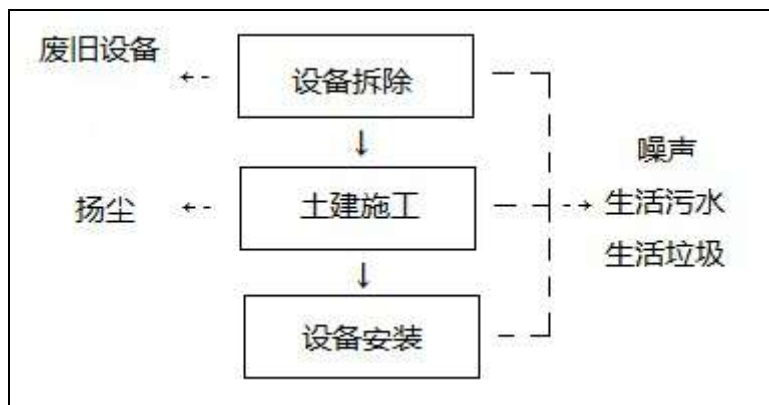 废旧设备
设备拆除
噪声
扬尘
土建施工
生活污水
生活垃圾
设备安装